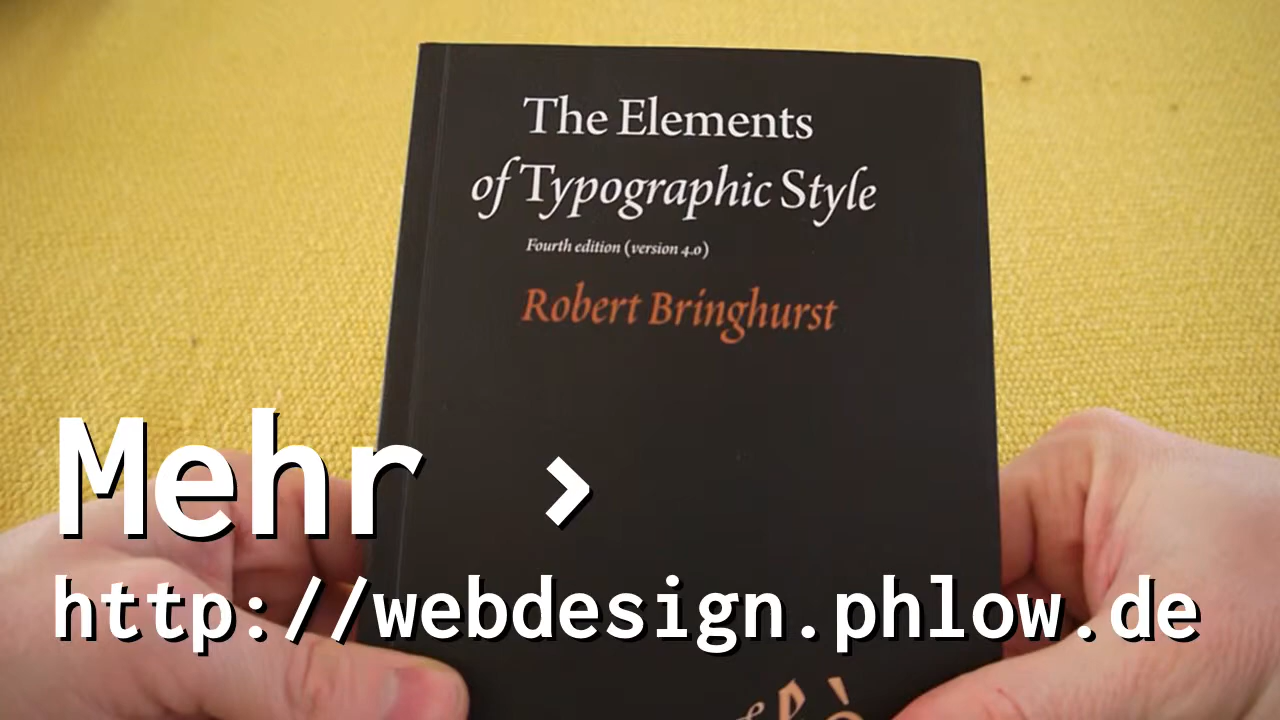 The Elements
of Typographic Style
Fourth edition (version 4.0)
Robert Bringhurst
Mehr ›
http://webdesign.phlow.de